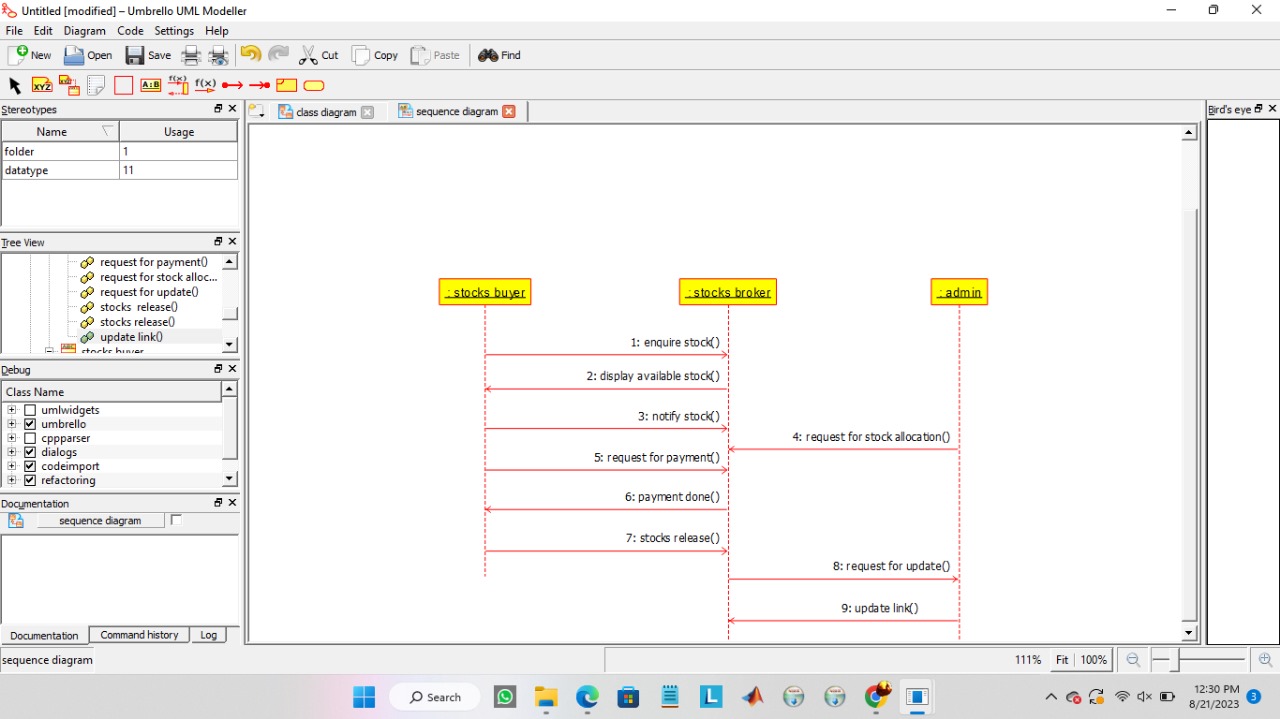 Untitled [modified] – Umbrello UML Modeller
File Edit Diagram Code Settings Help
New Open Save Cut Copy Paste Find
XYZ A:B f(x) f(x)
Stereotypes
Name Usage
folder 1
datatype 11
Tree View
request for payment()
request for stock alloc...
request for update()
stocks release()
stocks release()
update link()
stocks buyer
Debug
Class Name
umlwidgets
umbrello
cppparser
dialogs
codeimport
refactoring
Documentation
sequence diagram
Documentation Command history Log
sequence diagram
class diagram sequence diagram
: stocks buyer : stocks broker : admin
1: enquire stock()
2: display available stock()
3: notify stock()
4: request for stock allocation()
5: request for payment()
6: payment done()
7: stocks release()
8: request for update()
9: update link()
Bird's eye
111% Fit 100%
Search
L
12:30 PM
8/21/2023
3